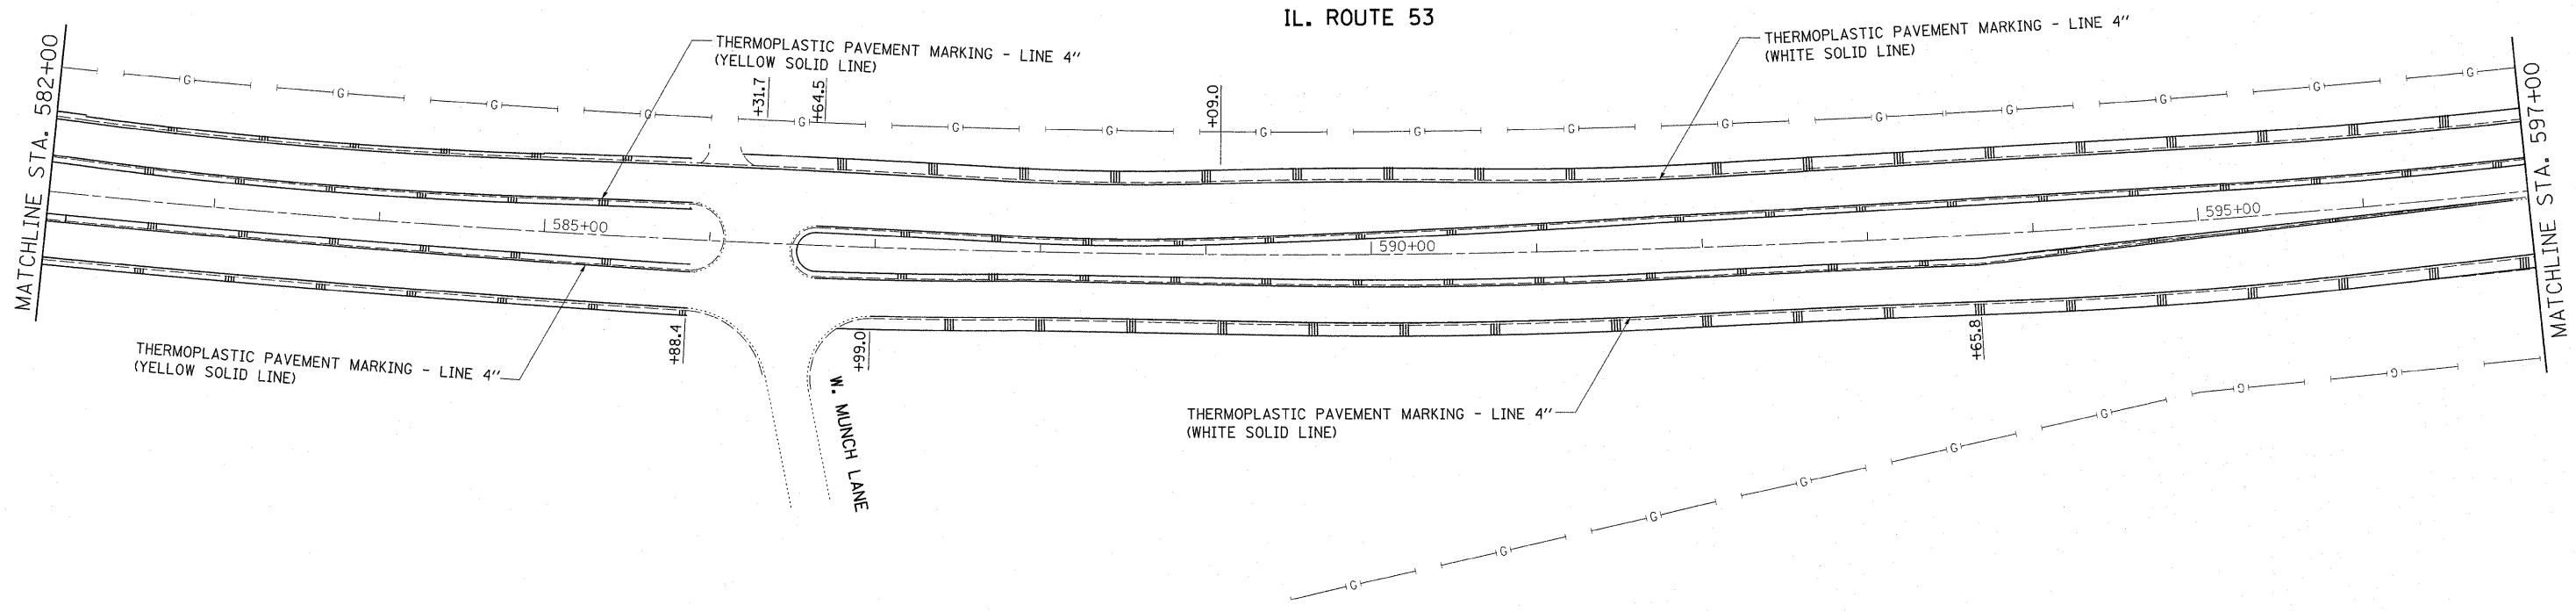 IL. ROUTE 53
MATCHLINE STA. 582+00
THERMOPLASTIC PAVEMENT MARKING - LINE 4"
(YELLOW SOLID LINE)
THERMOPLASTIC PAVEMENT MARKING - LINE 4"
(WHITE SOLID LINE)
MATCHLINE STA. 597+00
G G G G G G G G G G G G G G G G
+31.7
+64.5
+09.0
585+00
590+00
595+00
+88.4
+99.0
+65.8
W. MUNCH LANE
THERMOPLASTIC PAVEMENT MARKING - LINE 4"
(YELLOW SOLID LINE)
THERMOPLASTIC PAVEMENT MARKING - LINE 4"
(WHITE SOLID LINE)
G G G G G G G G